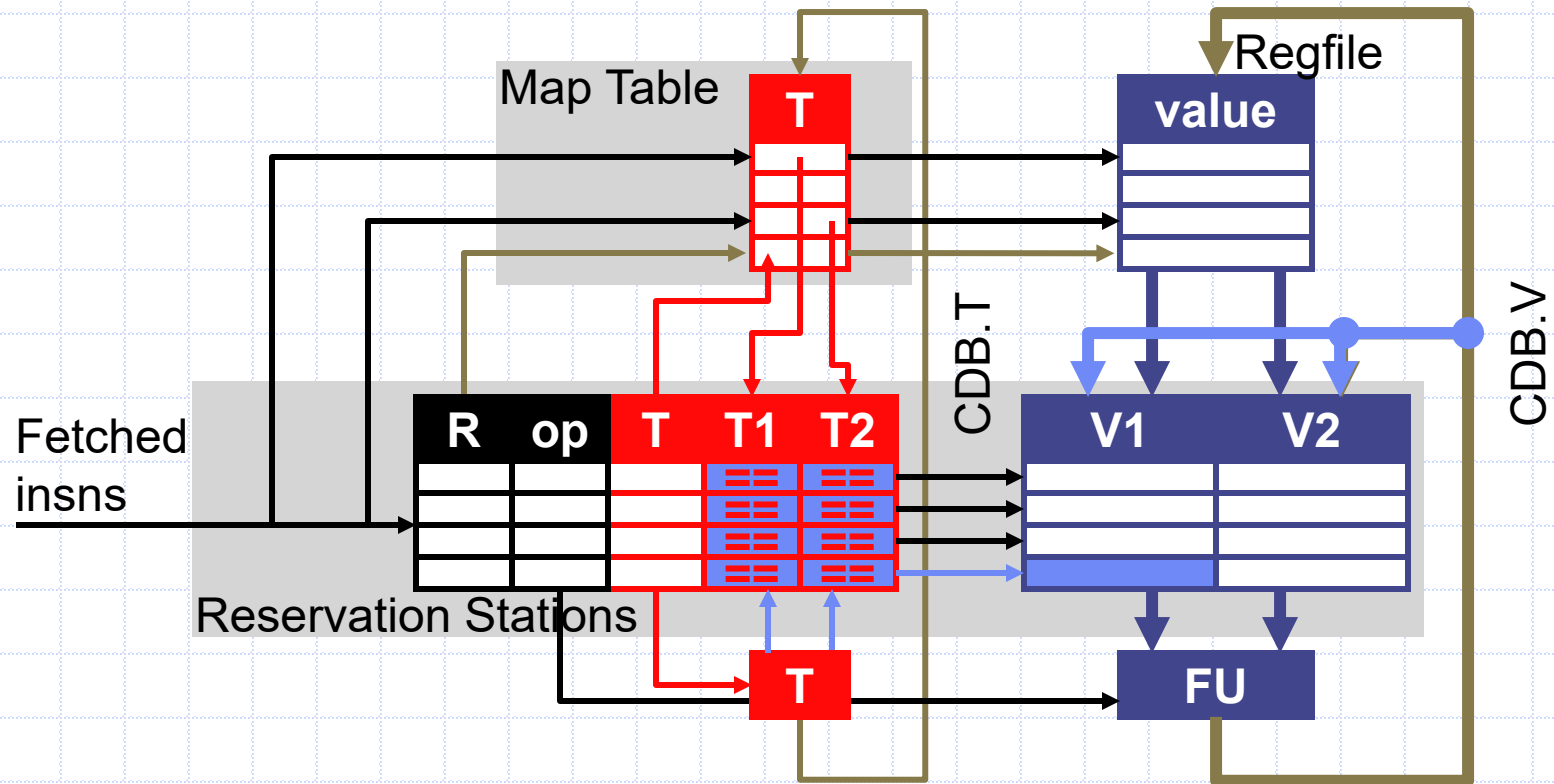 Regfile
Map Table
T
value
CDB.T
CDB.V
R op T T1 T2
V1 V2
Fetched
insns
Reservation Stations
T
FU